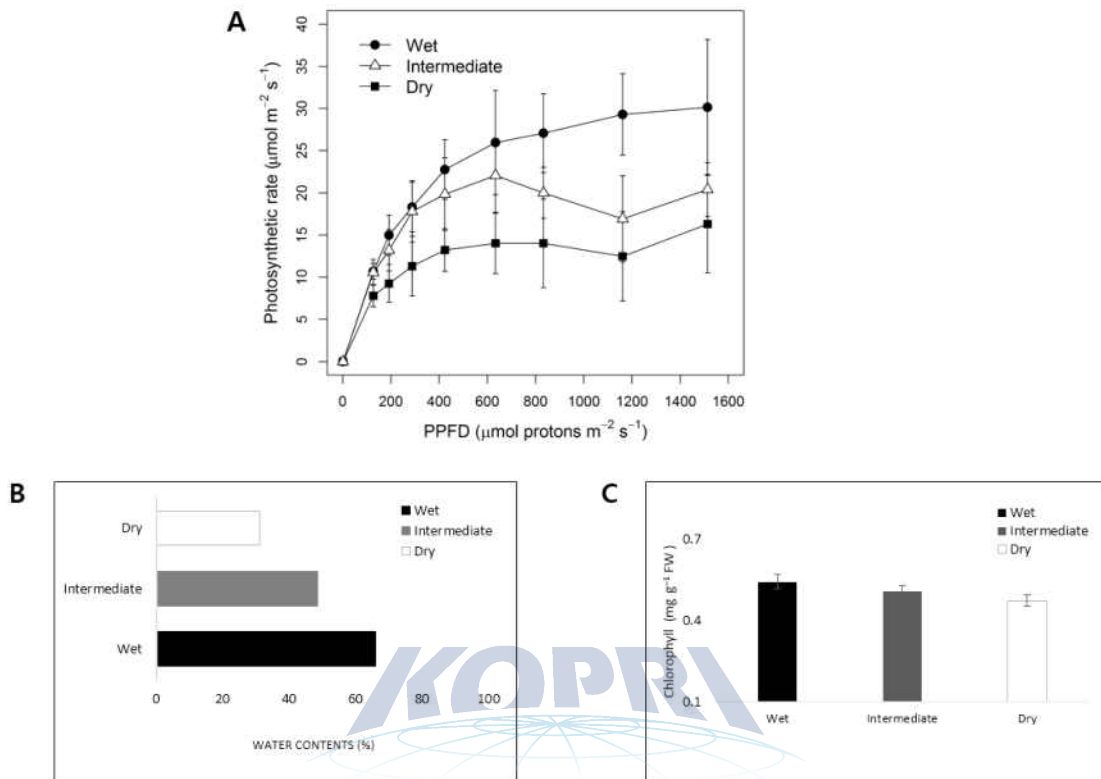 A
Wet
Intermediate
Dry
Photosynthetic rate (μmol m⁻² s⁻¹)
40
35
30
25
20
15
10
5
0
0 200 400 600 800 1000 1200 1400 1600
PPFD (μmol protons m⁻² s⁻¹)
B
Wet
Intermediate
Dry
Dry
Intermediate
Wet
0 20 40 60 80 100
WATER CONTENTS (%)
C
Wet
Intermediate
Dry
Chlorophyll (mg g⁻¹ FW )
0.7
0.4
0.1
Wet Intermediate Dry
KOPRI